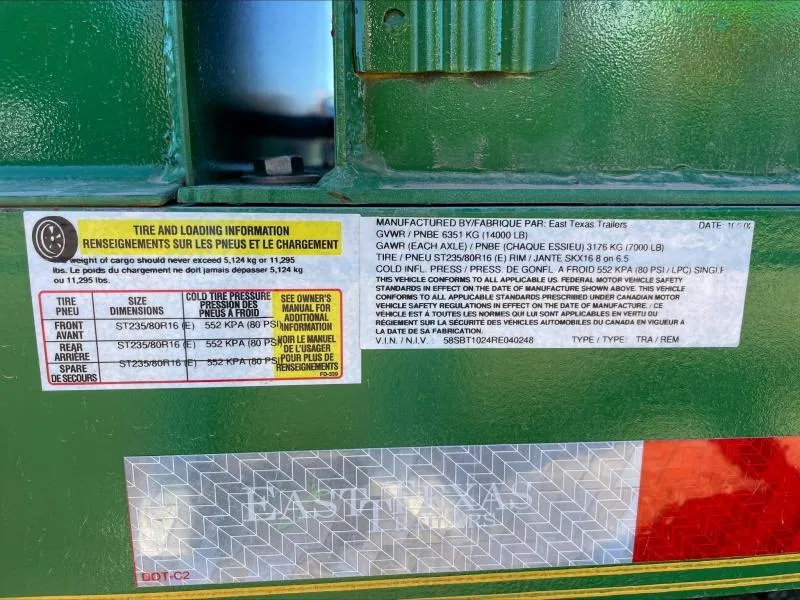 TIRE AND LOADING INFORMATION
RENSEIGNEMENTS SUR LES PNEUS ET LE CHARGEMENT
weight of cargo should never exceed 5,124 kg or 11,295
lbs. Le poids du chargement ne doit jamais dépasser 5,124 kg
ou 11,295 lbs.
TIRE PNEU
SIZE DIMENSIONS
COLD TIRE PRESSURE PRESSION DES PNEUS À FROID
SEE OWNER'S MANUAL FOR ADDITIONAL INFORMATION
VOIR LE MANUEL DE L'USAGER POUR PLUS DE RENSEIGNEMENTS
FRONT AVANT ST235/80R16 (E) 552 KPA (80 PSI)
REAR ARRIÈRE ST235/80R16 (E) 552 KPA (80 PSI)
SPARE DE SECOURS ST235/80R16 (E) 552 KPA (80 PSI)
FD-339
MANUFACTURED BY/FABRIQUE PAR: East Texas Trailers DATE:
GVWR / PNBE 6351 KG (14000 LB)
GAWR (EACH AXLE) / PNBE (CHAQUE ESSIEU) 3176 KG (7000 LB)
TIRE / PNEU ST235/80R16 (E) RIM / JANTE SKX16 8 on 6.5
COLD INFL. PRESS / PRESS. DE GONFL. A FROID 552 KPA (80 PSI / LPC) SINGLE
THIS VEHICLE CONFORMS TO ALL APPLICABLE US. FEDERAL MOTOR VEHICLE SAFETY
STANDARDS IN EFFECT ON THE DATE OF MANUFACTURE SHOWN ABOVE. THIS VEHICLE
CONFORMS TO ALL APPLICABLE STANDARDS PRESCRIBED UNDER CANADIAN MOTOR
VEHICLE SAFETY REGULATIONS IN EFFECT ON THE DATE OF MANUFACTURE. / CE
VÉHICULE EST Á TOUTES LES NORMES QUI LUI SONT APPLICABLES EN VERTU DU
RÉGIEMENT SUR LA SÉCURITÉ DES VÉHICULES AUTOMOBILES DU CANADA EN VIGUEUR À
LA DATE DE SA FABRICATION.
V.I.N. / N.I.V. : 58SBT1024RE040248 TYPE / TYPE: TRA / REM
EAST TEXAS
TRAILERS
DOT-C2